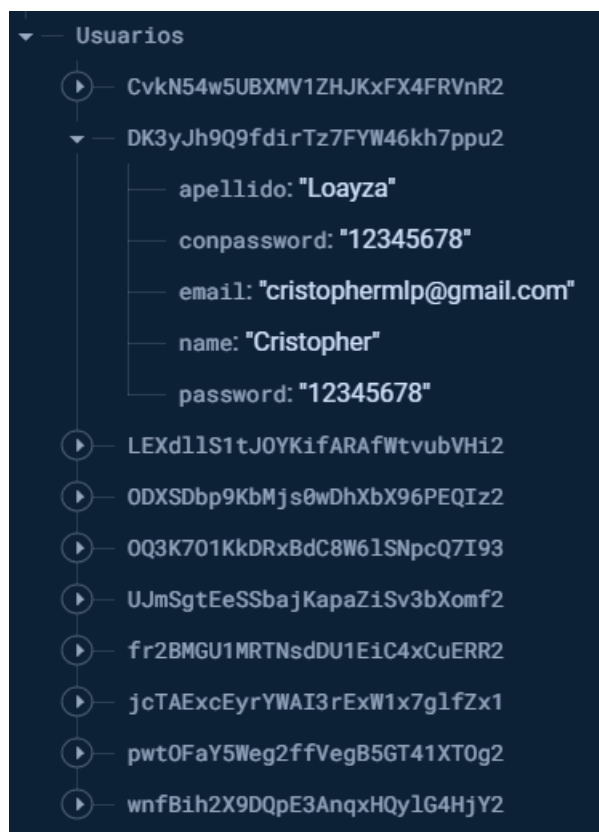 Usuarios
CvkN54w5UBXMV1ZHJKxFX4FRVnR2
DK3yJh9Q9fdirTz7FYW46kh7ppu2
apellido: "Loayza"
conpassword: "12345678"
email: "cristophermlp@gmail.com"
name: "Cristopher"
password: "12345678"
LEXdllS1tJOYKifARAfWtvubVHi2
ODXSDbp9KbMjs0wDhXbX96PEQIz2
OQ3K7O1KkDRxBdC8W6lSNpcQ7I93
UJmSgtEeSSbajKapaZiSv3bXomf2
fr2BMGU1MRTNsdDU1EiC4xCuERR2
jcTAExcEyrYWAI3rExW1x7glfZx1
pwtOFaY5Weg2ffVegB5GT41XTOg2
wnfBih2X9DQpE3AnqxHQylG4HjY2